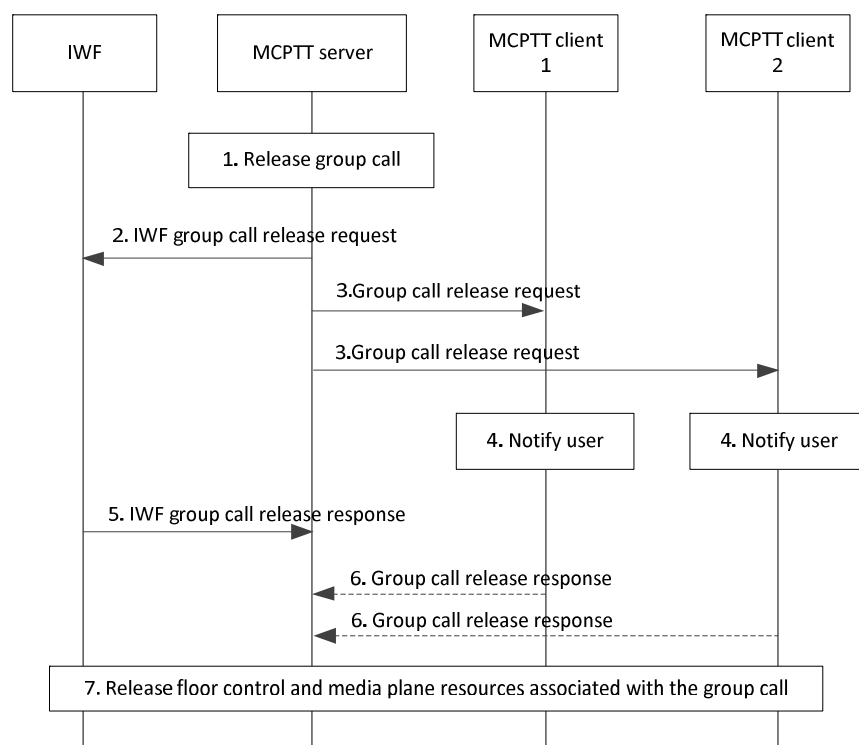 IWF
MCPTT server
MCPTT client
1
MCPTT client
2
1. Release group call
2. IWF group call release request
3.Group call release request
3.Group call release request
4. Notify user
4. Notify user
5. IWF group call release response
6. Group call release response
6. Group call release response
7. Release floor control and media plane resources associated with the group call